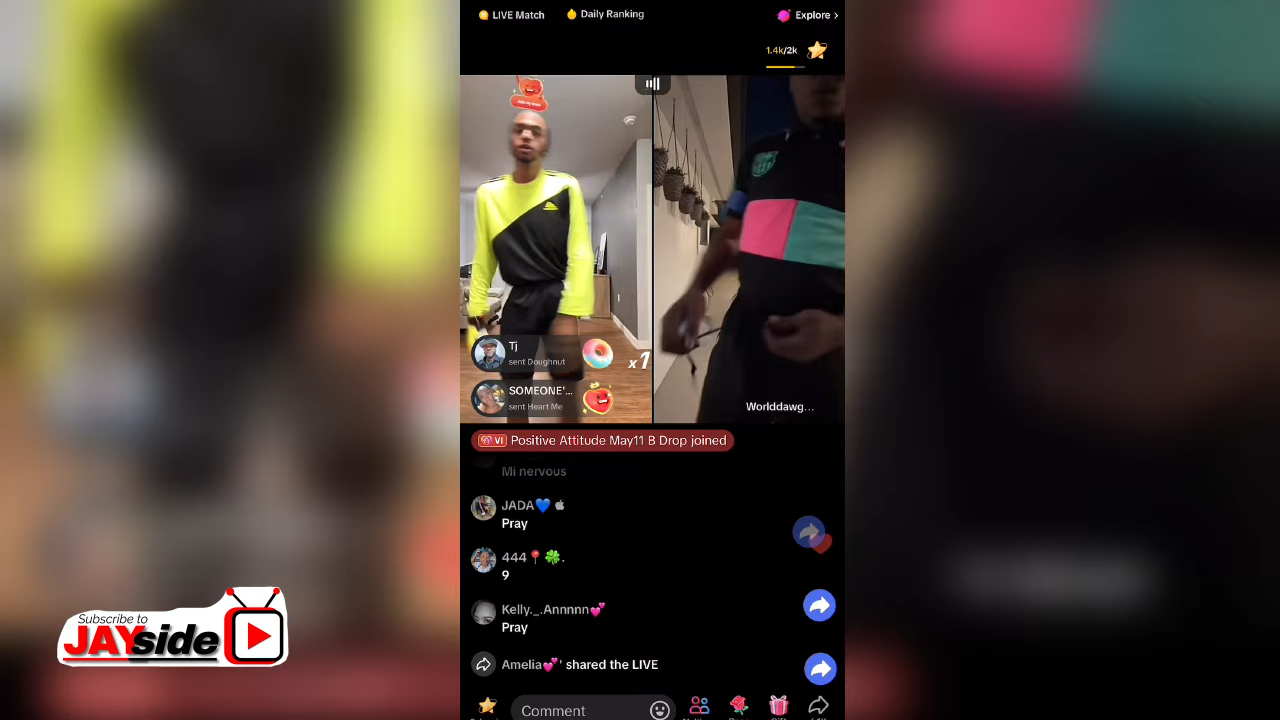 LIVE Match
Daily Ranking
Explore >
1.4k/2k
Tj
sent Doughnut
x1
SOMEONE'...
sent Heart Me
Worlddawg...
VI Positive Attitude May11 B Drop joined
Mi nervous
JADA💙
Pray
444📍🍀.
9
Kelly._.Annnnn💕
Pray
Amelia💕' shared the LIVE
Comment
Subscribe to
JAYside